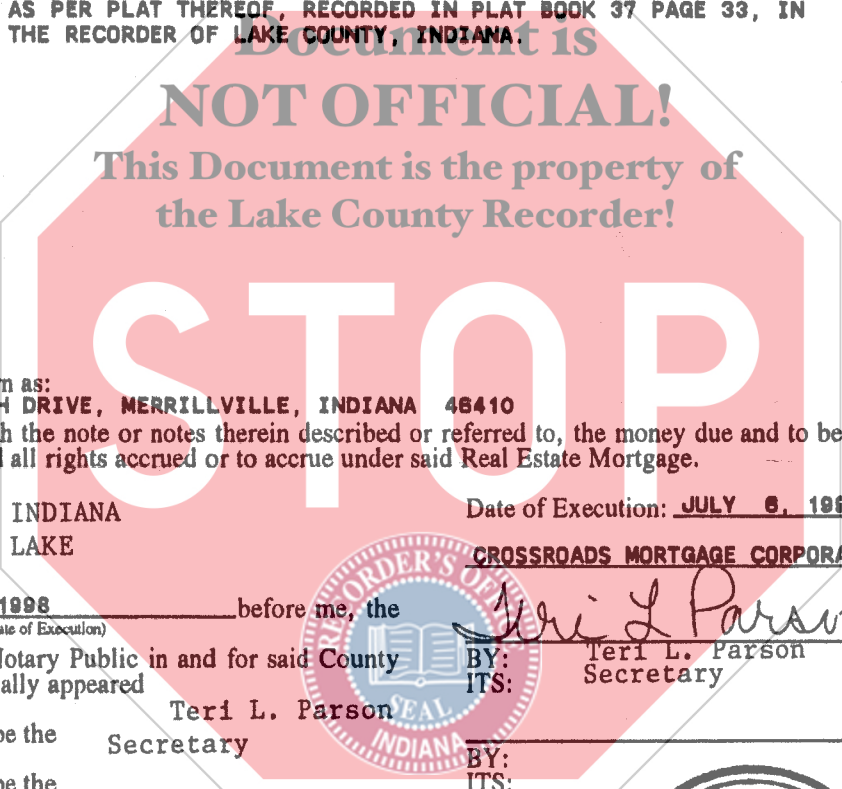 AS PER PLAT THEREOF, RECORDED IN PLAT BOOK 37 PAGE 33, IN
THE RECORDER OF LAKE COUNTY, INDIANA.
Document is
NOT OFFICIAL!
This Document is the property of
the Lake County Recorder!
STOP
n as:
H DRIVE, MERRILLVILLE, INDIANA 46410
h the note or notes therein described or referred to, the money due and to be
all rights accrued or to accrue under said Real Estate Mortgage.
INDIANA
LAKE
Date of Execution: JULY 6, 199
CROSSROADS MORTGAGE CORPORA
1998 before me, the
ate of Execution)
Teri L Parso
Notary Public in and for said County
ally appeared
BY: Teri L. Parson
ITS: Secretary
Teri L. Parson
be the Secretary
RECORDER'S OFFICE
SEAL
INDIANA
BY:
ITS:
be the